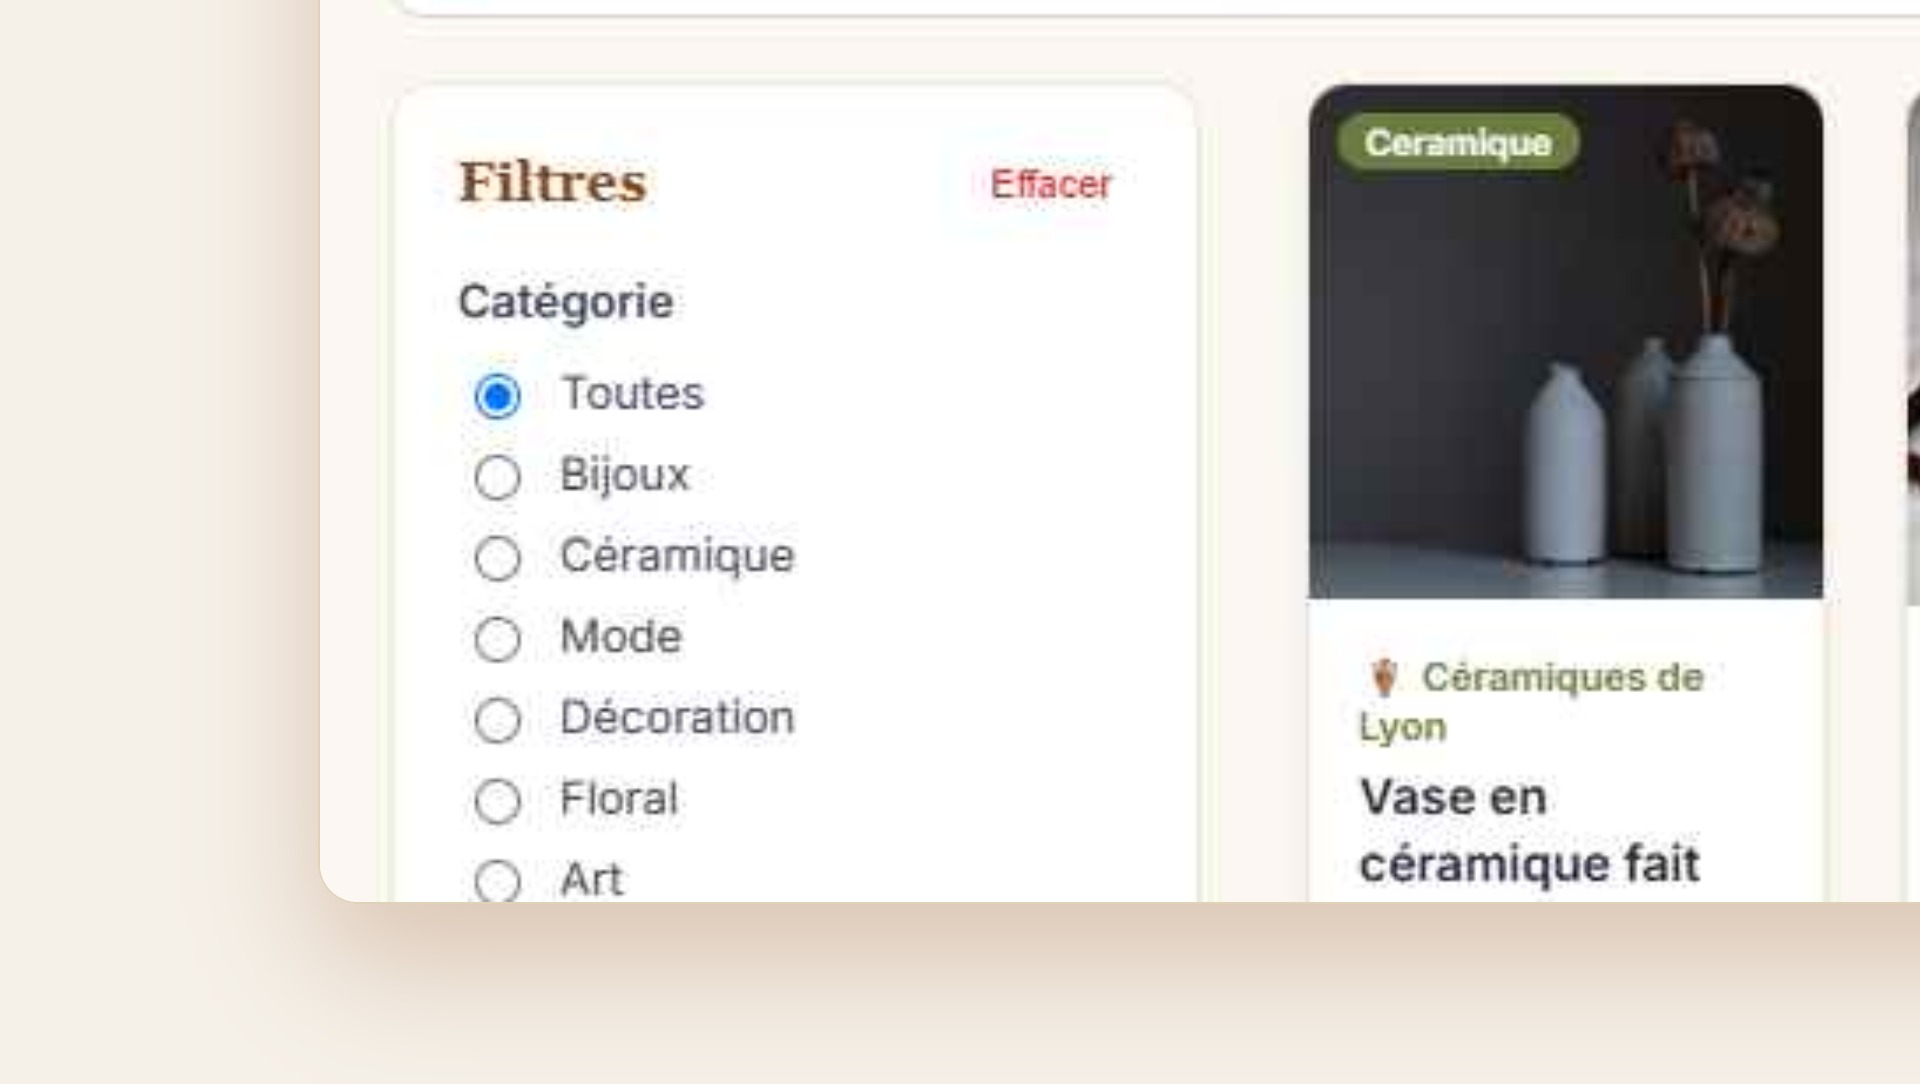 Filtres
Effacer
Catégorie
Toutes
Bijoux
Céramique
Mode
Décoration
Floral
Art
Ceramique
Céramiques de
Lyon
Vase en
céramique fait